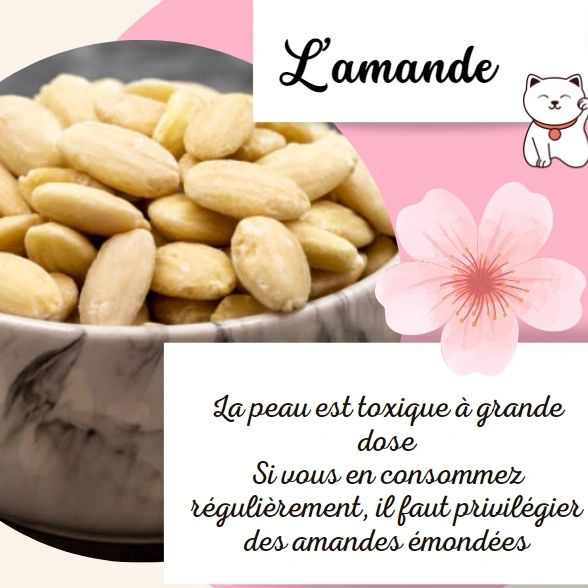 L'amande
La peau est toxique à grande
dose
Si vous en consommez
régulièrement, il faut privilégier
des amandes émondées